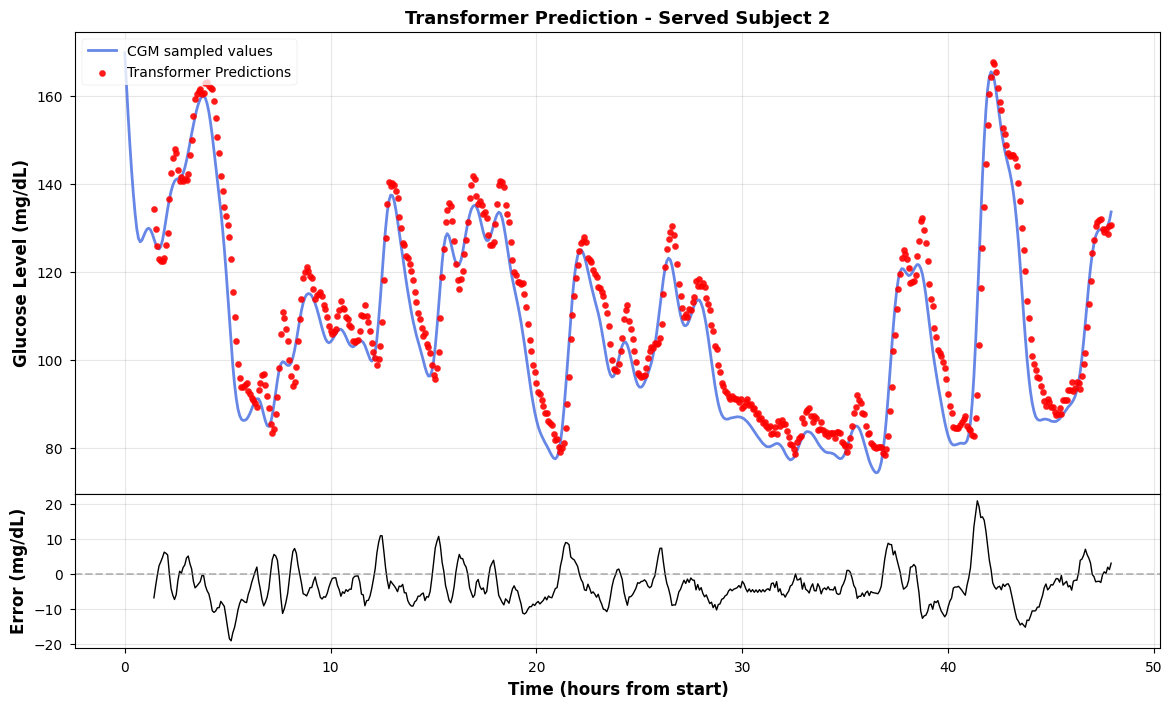 Transformer Prediction - Served Subject 2
CGM sampled values
Transformer Predictions
Glucose Level (mg/dL)
160
140
120
100
80
Error (mg/dL)
20
10
0
−10
−20
0 10 20 30 40 50
Time (hours from start)